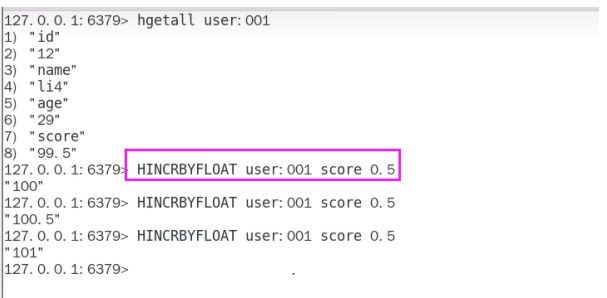 127.0.0.1:6379> hgetall user:001
1) "id"
2) "12"
3) "name"
4) "li4"
5) "age"
6) "29"
7) "score"
8) "99.5"
127.0.0.1:6379> HINCRBYFLOAT user:001 score 0.5
"100"
127.0.0.1:6379> HINCRBYFLOAT user:001 score 0.5
"100.5"
127.0.0.1:6379> HINCRBYFLOAT user:001 score 0.5
"101"
127.0.0.1:6379>